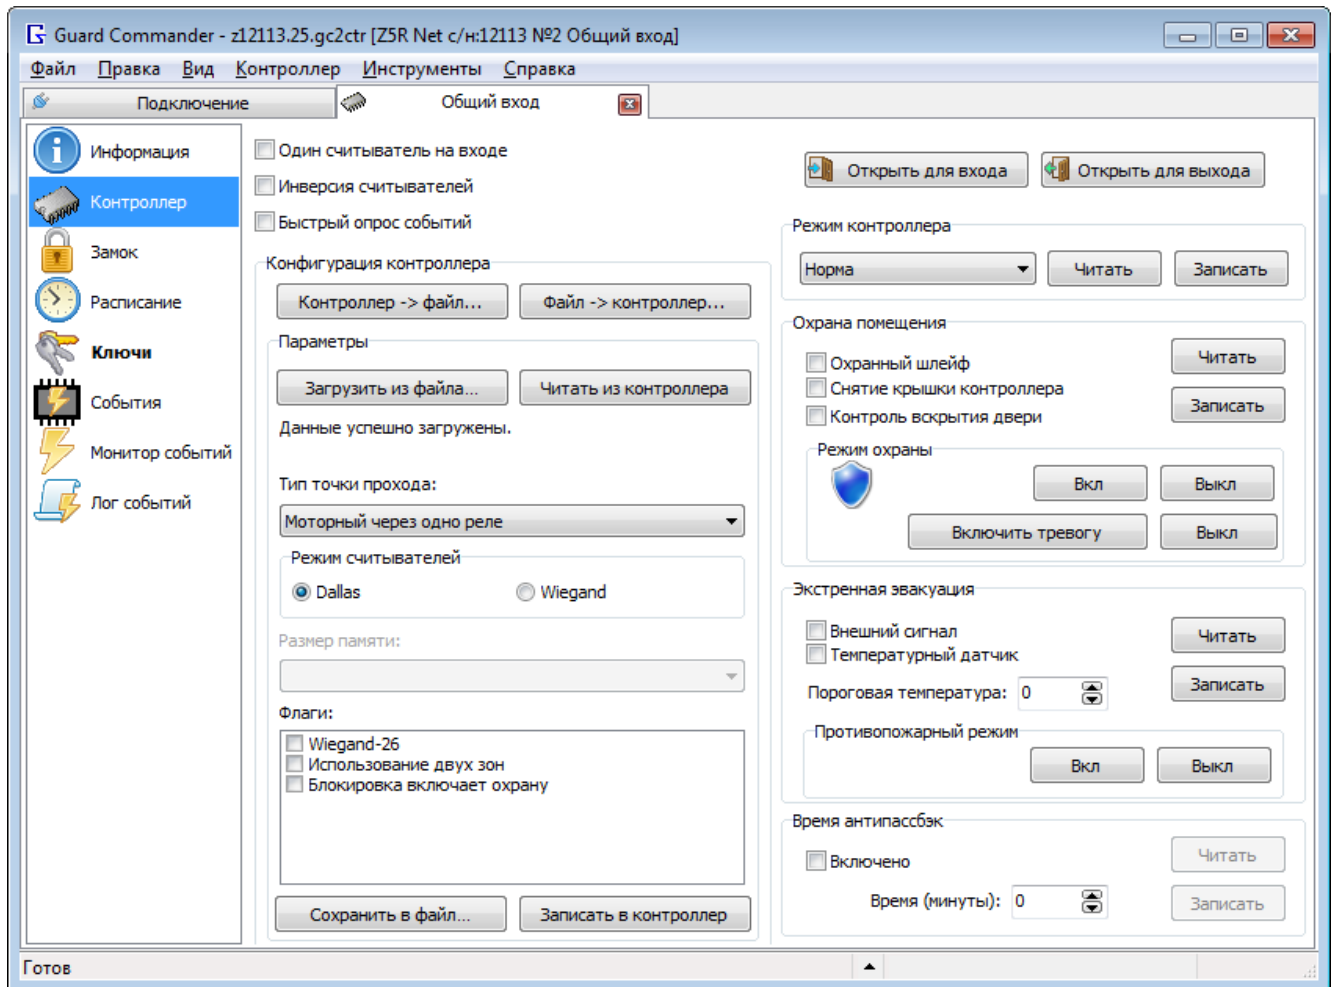 Guard Commander - z12113.25.gc2ctr [Z5R Net с/н:12113 №2 Общий вход]
Файл Правка Вид Контроллер Инструменты Справка
Подключение
Общий вход
Информация
Контроллер
Замок
Расписание
Ключи
События
Монитор событий
Лог событий
Один считыватель на входе
Инверсия считывателей
Быстрый опрос событий
Конфигурация контроллера
Контроллер -> файл...
Файл -> контроллер...
Параметры
Загрузить из файла...
Читать из контроллера
Данные успешно загружены.
Тип точки прохода:
Моторный через одно реле
Режим считывателей
Dallas
Wiegand
Размер памяти:
Флаги:
Wiegand-26
Использование двух зон
Блокировка включает охрану
Сохранить в файл...
Записать в контроллер
Открыть для входа
Открыть для выхода
Режим контроллера
Норма
Читать
Записать
Охрана помещения
Охранный шлейф
Снятие крышки контроллера
Контроль вскрытия двери
Читать
Записать
Режим охраны
Вкл
Выкл
Включить тревогу
Выкл
Экстренная эвакуация
Внешний сигнал
Температурный датчик
Пороговая температура: 0
Читать
Записать
Противопожарный режим
Вкл
Выкл
Время антипассбэк
Включено
Время (минуты): 0
Читать
Записать
Готов